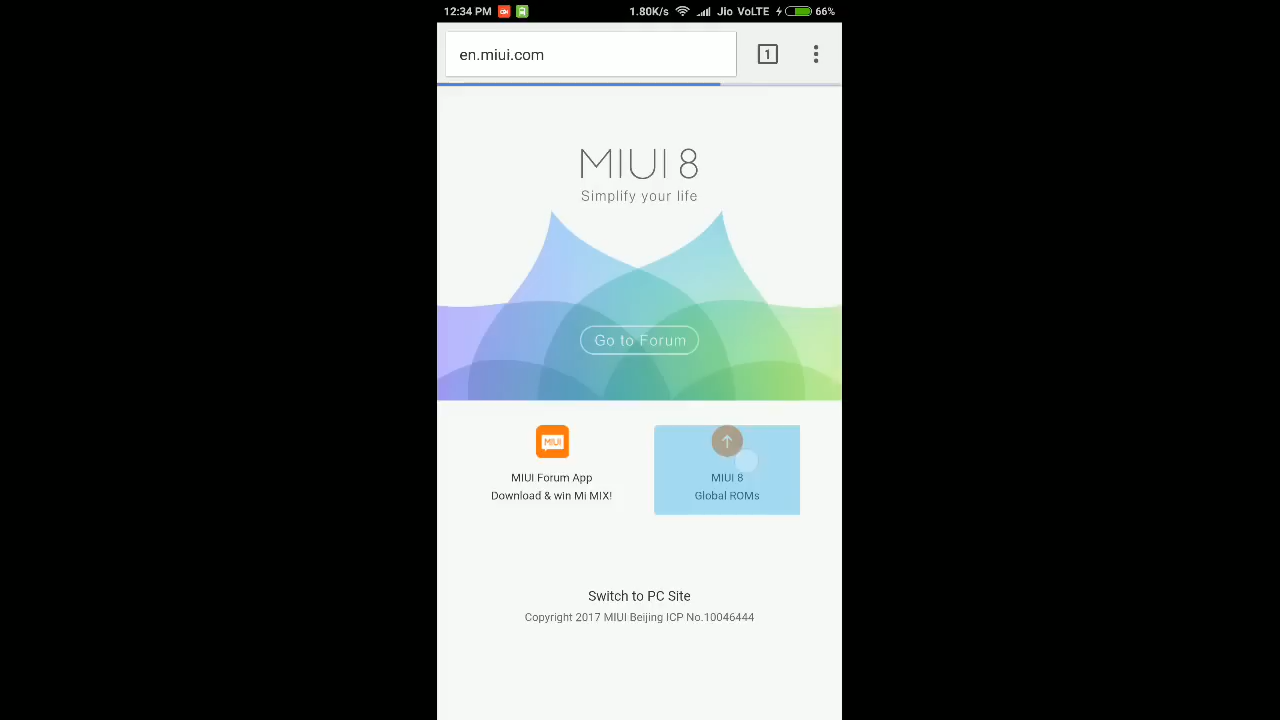 12:34 PM 1.80K/s Jio VoLTE 66%
en.miui.com 1
MIUI 8
Simplify your life
Go to Forum
MIUI
MIUI Forum App
Download & win Mi MIX!
MIUI 8
Global ROMs
Switch to PC Site
Copyright 2017 MIUI Beijing ICP No.10046444